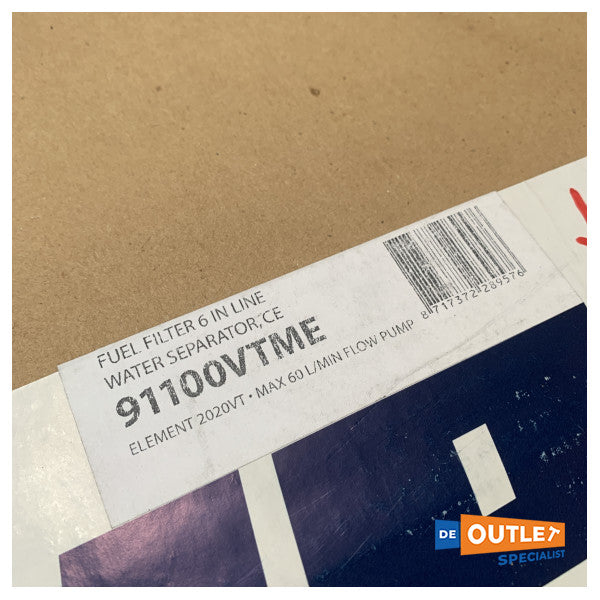 FUEL FILTER 6 IN LINE
WATER SEPARATOR,CE
91100VTME
ELEMENT 2020VT • MAX 60 L/MIN FLOW PUMP
8 717372 289576
DE OUTLET
SPECIALIST